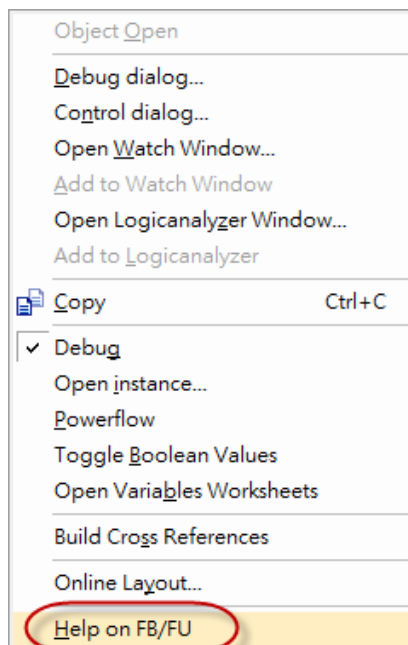 Object Open
Debug dialog...
Control dialog...
Open Watch Window...
Add to Watch Window
Open Logicanalyzer Window...
Add to Logicanalyzer
Copy Ctrl+C
Debug
Open instance...
Powerflow
Toggle Boolean Values
Open Variables Worksheets
Build Cross References
Online Layout...
Help on FB/FU